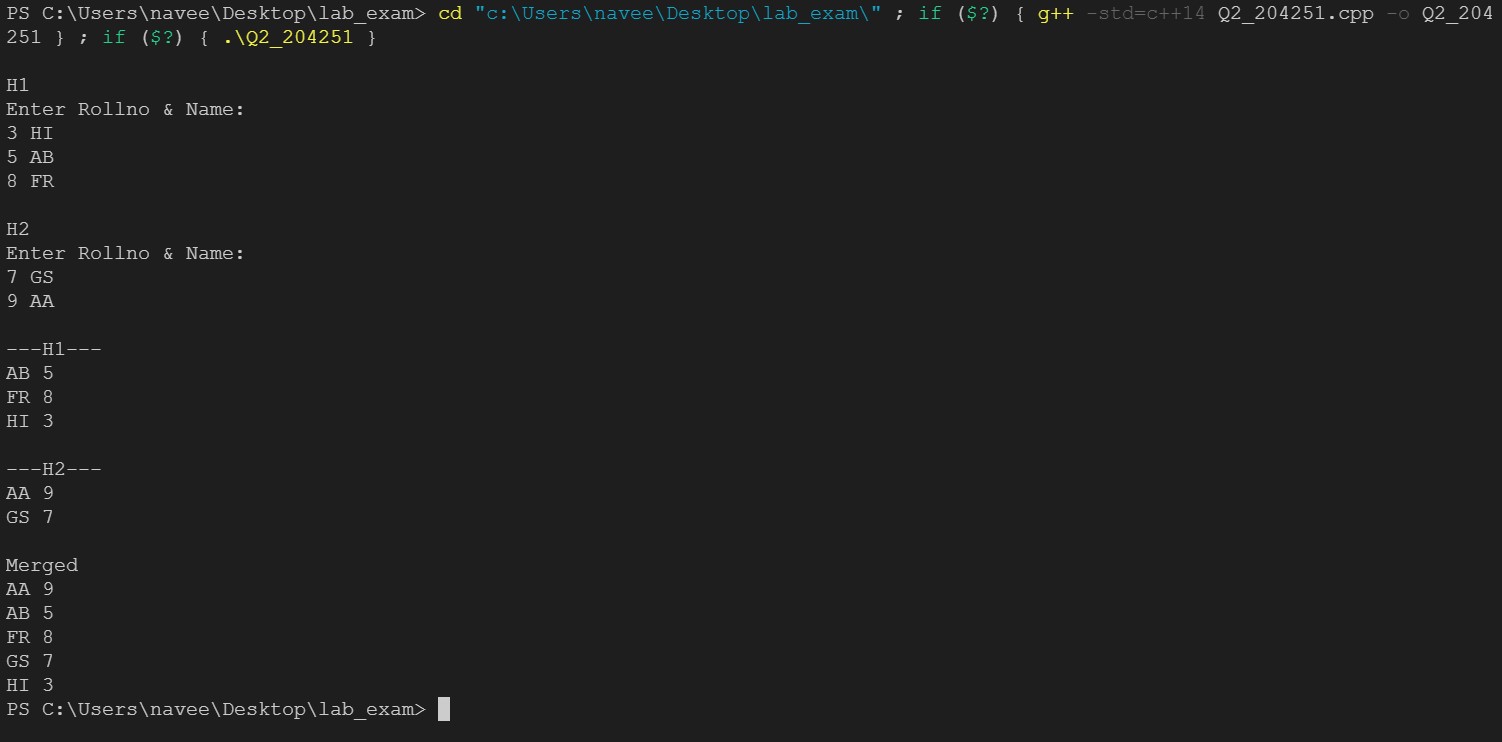 PS C:\Users\navee\Desktop\lab_exam> cd "c:\Users\navee\Desktop\lab_exam\" ; if ($?) { g++ -std=c++14 Q2_204251.cpp -o Q2_204
251 } ; if ($?) { .\Q2_204251 }
H1
Enter Rollno & Name:
3 HI
5 AB
8 FR
H2
Enter Rollno & Name:
7 GS
9 AA
---H1---
AB 5
FR 8
HI 3
---H2---
AA 9
GS 7
Merged
AA 9
AB 5
FR 8
GS 7
HI 3
PS C:\Users\navee\Desktop\lab_exam>